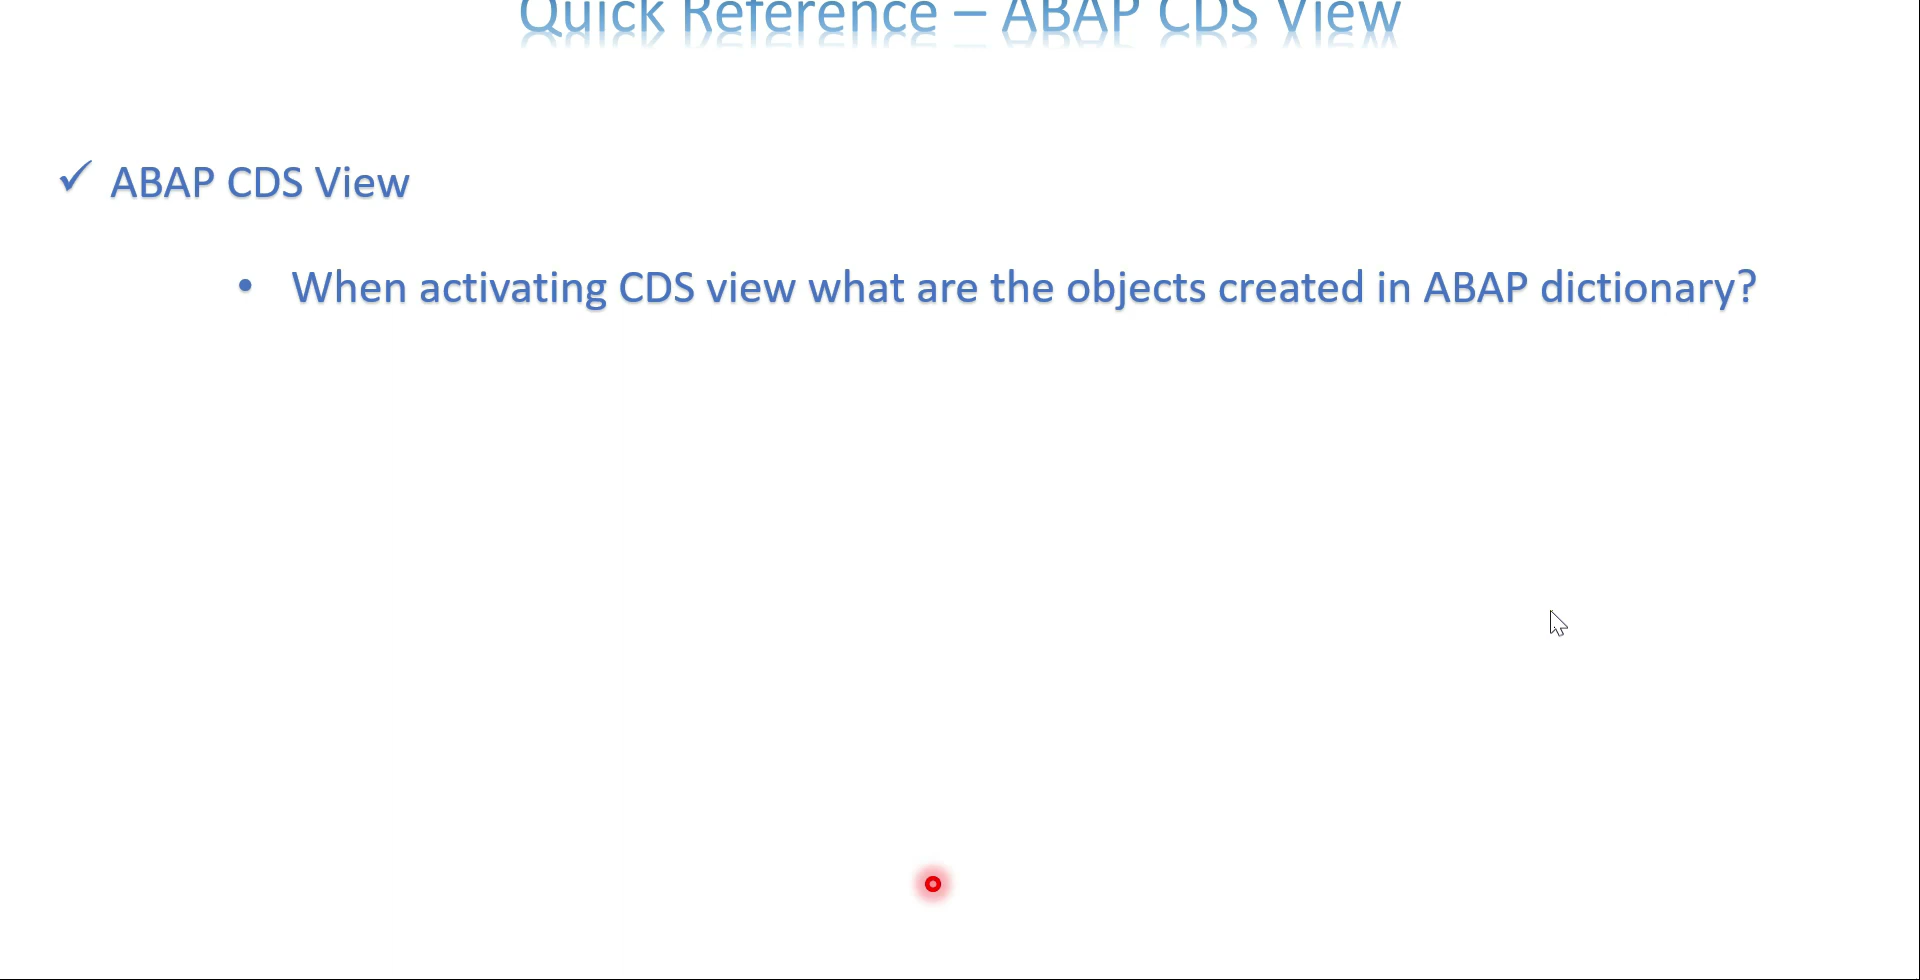 Quick Reference – ABAP CDS View
✓ ABAP CDS View
• When activating CDS view what are the objects created in ABAP dictionary?